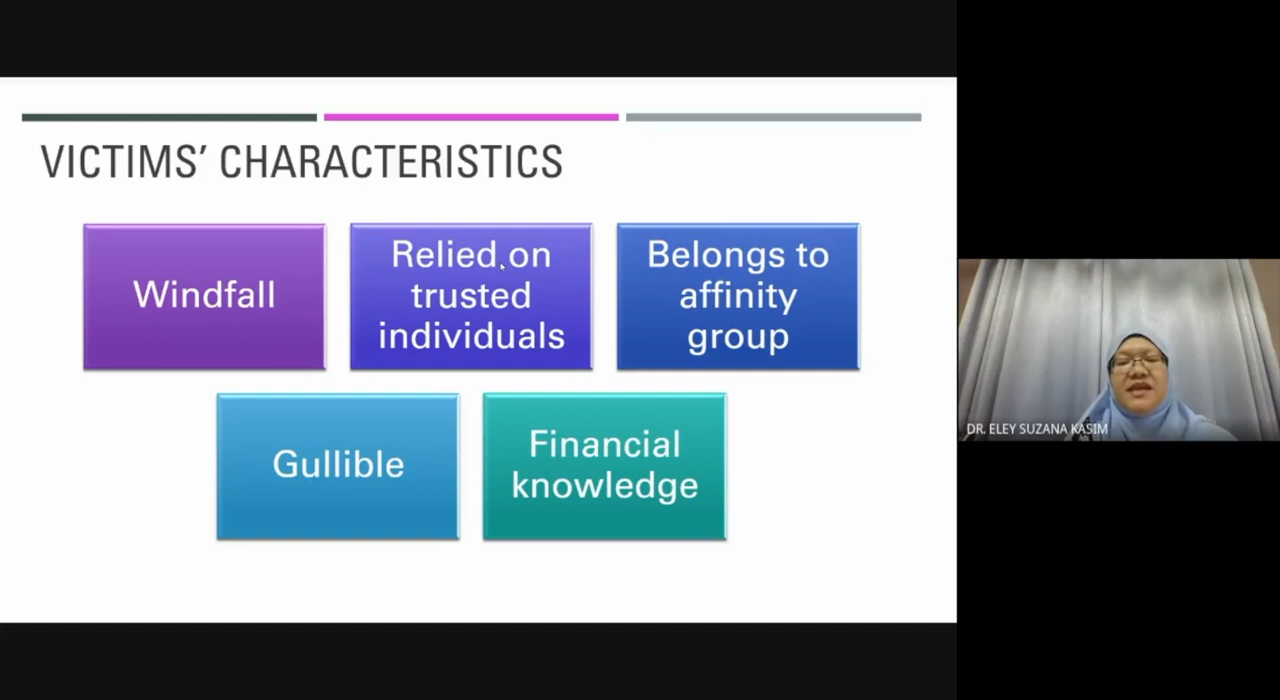 VICTIMS' CHARACTERISTICS
Windfall
Relied on
trusted
individuals
Belongs to
affinity
group
Gullible
Financial
knowledge
DR. ELEY SUZANA KASIM